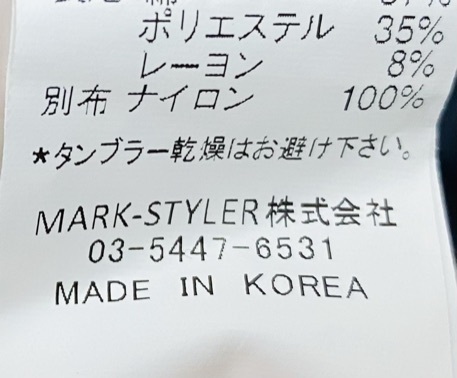 綿 57%
ポリエステル 35%
レーヨン 8%
別布 ナイロン 100%
*タンブラー乾燥はお避け下さい。
MARK-STYLER株式会社
03-5447-6531
MADE IN KOREA